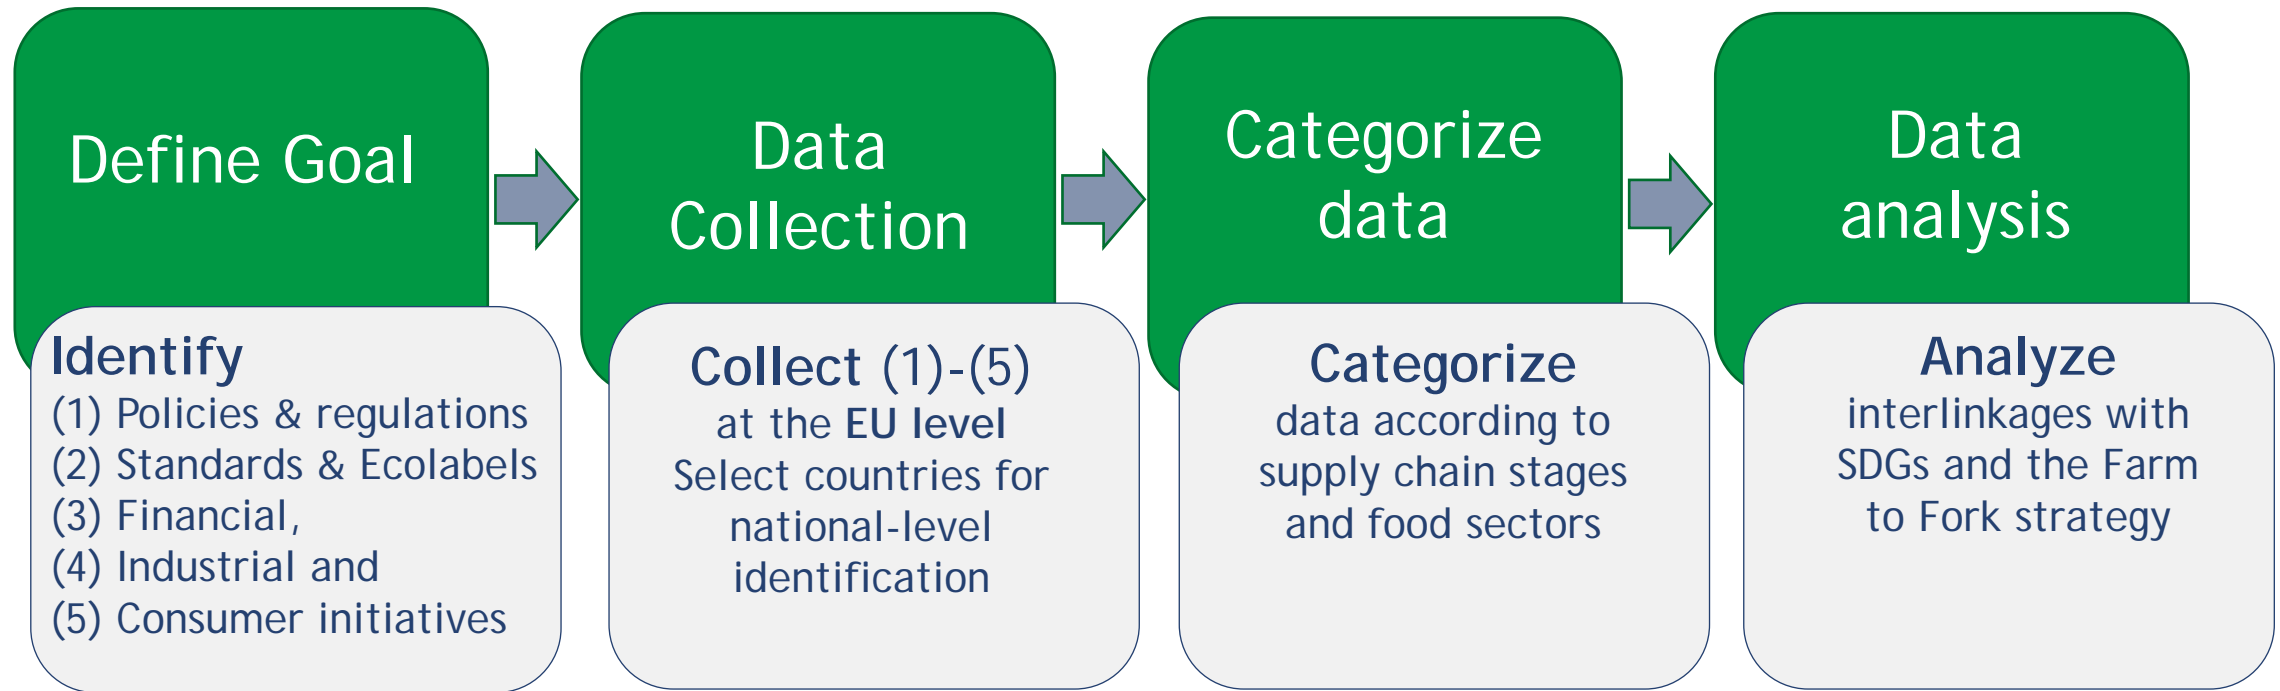 Define Goal
Identify
(1) Policies & regulations
(2) Standards & Ecolabels
(3) Financial,
(4) Industrial and
(5) Consumer initiatives
Data
Collection
Collect (1)-(5)
at the EU level
Select countries for
national-level
identification
Categorize
data
Categorize
data according to
supply chain stages
and food sectors
Data
analysis
Analyze
interlinkages with
SDGs and the Farm
to Fork strategy